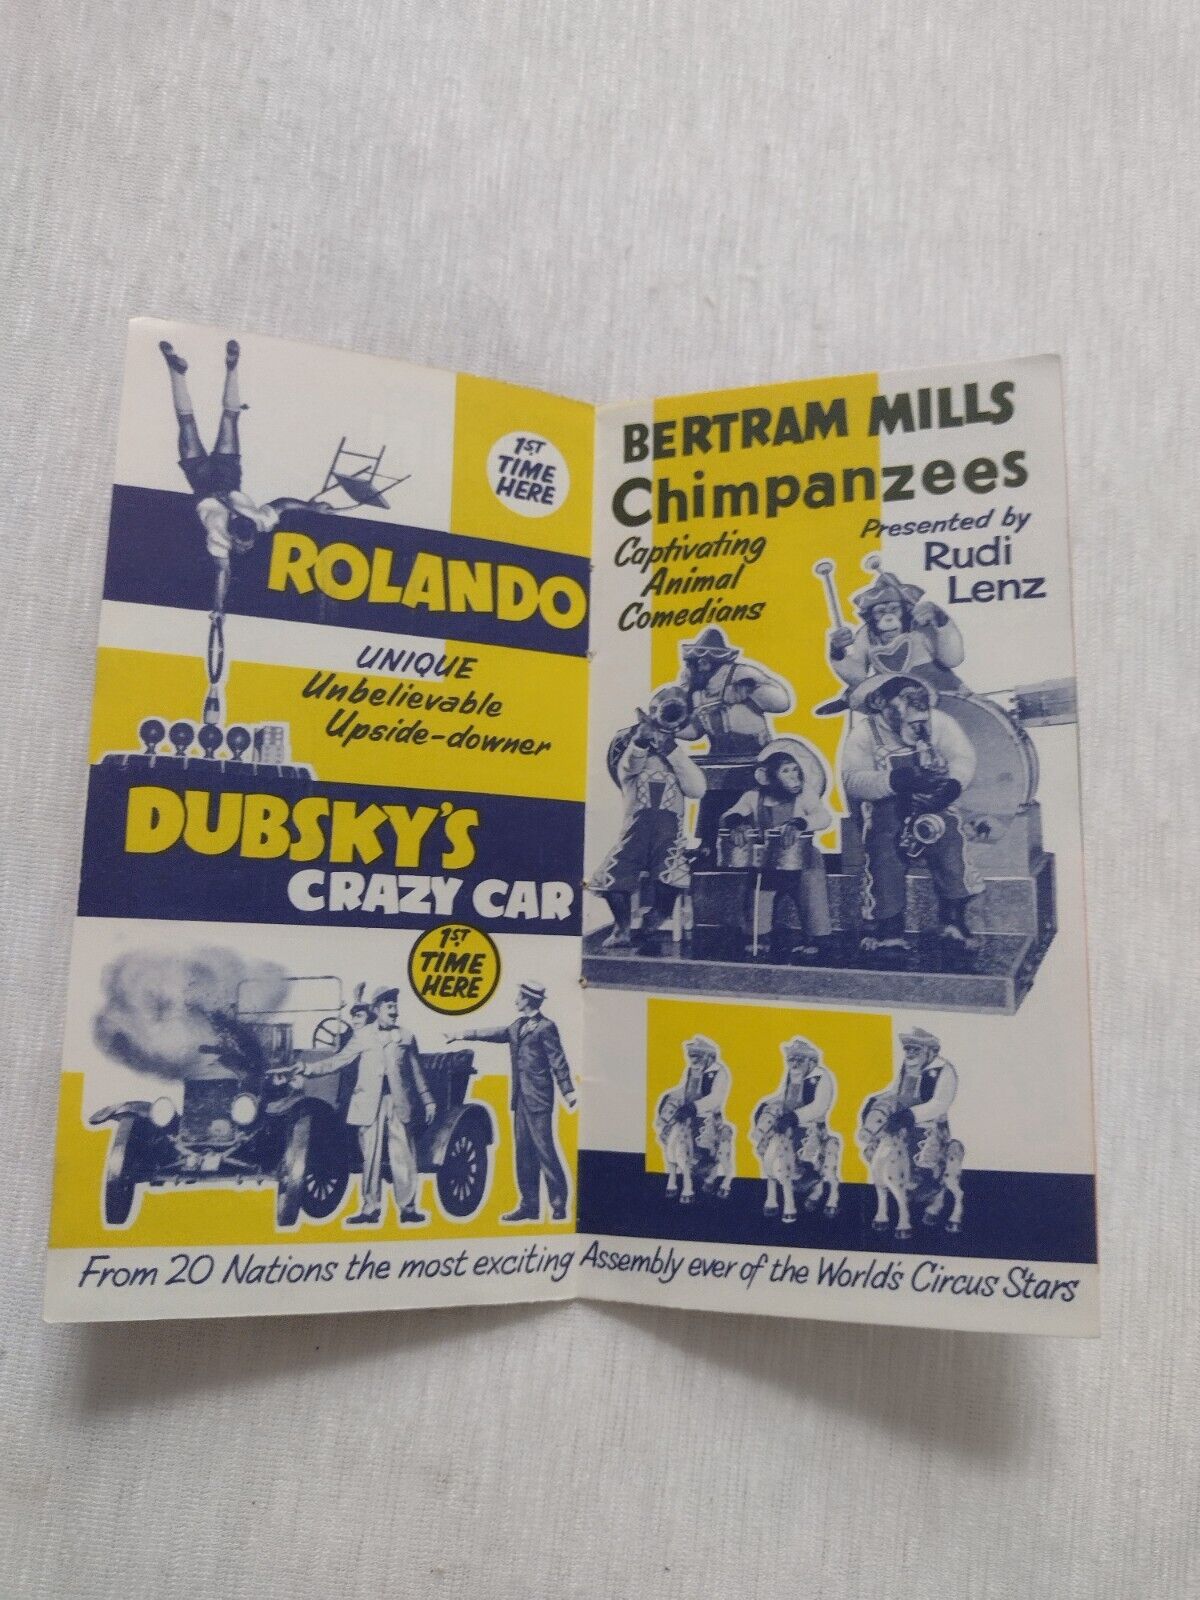 1ST
TIME
HERE
ROLANDO
UNIQUE
Unbelievable
Upside-downer
DUBSKY'S
CRAZY CAR
1ST
TIME
HERE
BERTRAM MILLS
Chimpanzees
Captivating
Animal
Comedians
Presented by
Rudi
Lenz
From 20 Nations the most exciting Assembly ever of the World's Circus Stars